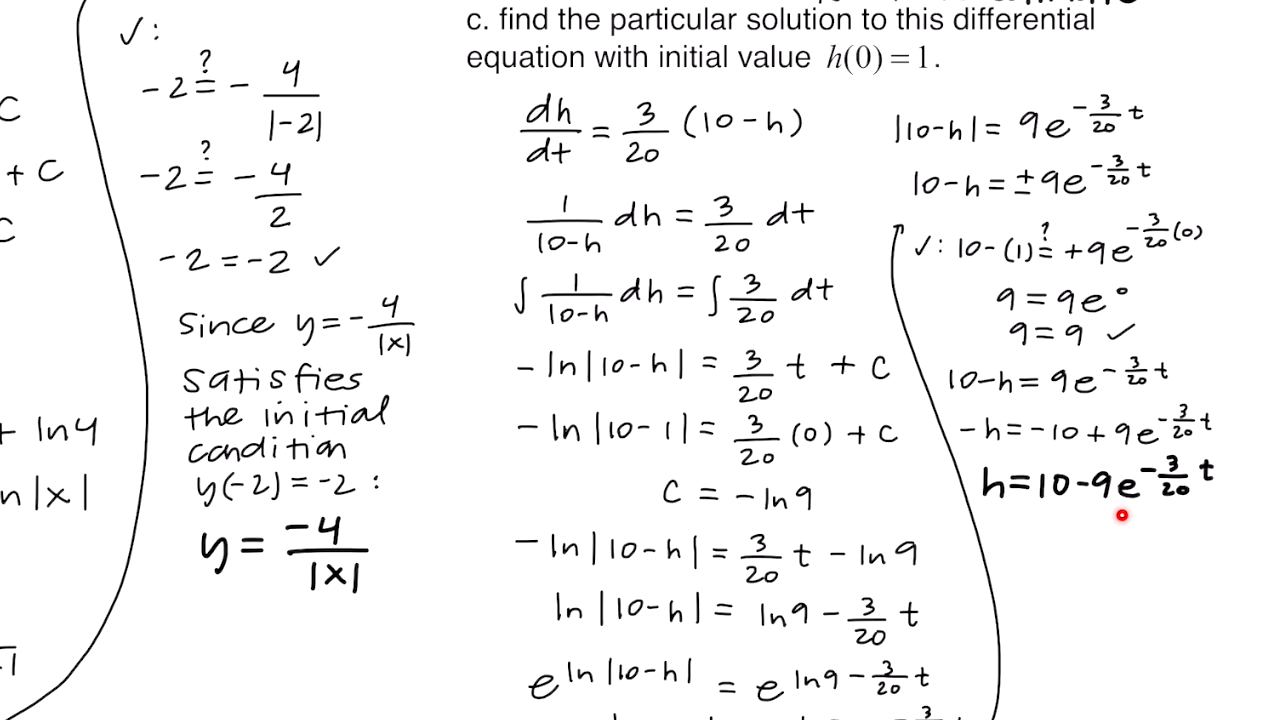 C
+ C
C
+ ln4
n|x|
√:
-2 ≟ - 4/|-2|
-2 ≟ - 4/2
-2 = -2 ✓
Since y = - 4/|x|
satisfies
the initial
condition
y(-2) = -2 :
y = -4/|x|
c. find the particular solution to this differential
equation with initial value h(0) = 1.
dh/dt = 3/20 (10-h)
1/(10-h) dh = 3/20 dt
∫ 1/(10-h) dh = ∫ 3/20 dt
-ln|10-h| = 3/20 t + C
-ln|10-1| = 3/20 (0) + C
C = -ln9
-ln|10-h| = 3/20 t - ln9
ln|10-h| = ln9 - 3/20 t
e^(ln|10-h|) = e^(ln9 - 3/20 t)
|10-h| = 9e^(-3/20 t)
10-h = ±9e^(-3/20 t)
√: 10-(1) ≟ +9e^(-3/20 (0))
9 = 9e^0
9 = 9 ✓
10-h = 9e^(-3/20 t)
-h = -10 + 9e^(-3/20 t)
h = 10 - 9e^(-3/20 t)